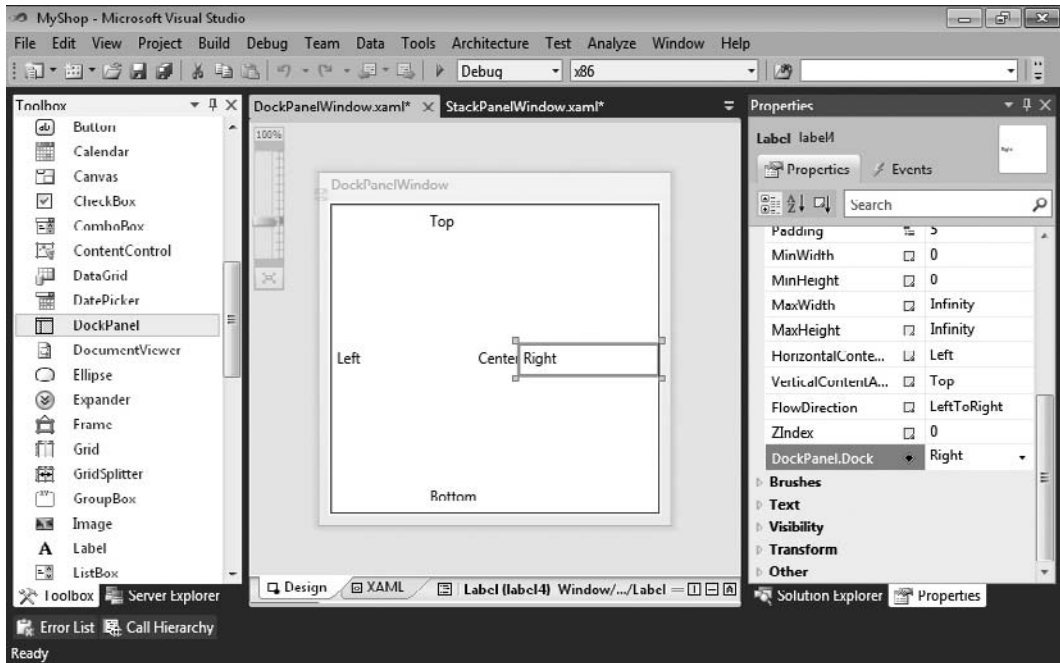 MyShop - Microsoft Visual Studio
File Edit View Project Build Debug Team Data Tools Architecture Test Analyze Window Help
Debug x86
Toolbox
Button
Calendar
Canvas
CheckBox
ComboBox
ContentControl
DataGrid
DatePicker
DockPanel
DocumentViewer
Ellipse
Expander
Frame
Grid
GridSplitter
GroupBox
Image
Label
ListBox
Toolbox Server Explorer
DockPanelWindow.xaml* StackPanelWindow.xaml*
100%
DockPanelWindow
Top
Left Center Right
Bottom
Design XAML Label (label4) Window/.../Label
Properties
Label label4
Right
Properties Events
Search
Padding 5
MinWidth 0
MinHeight 0
MaxWidth Infinity
MaxHeight Infinity
HorizontalConte... Left
VerticalContentA... Top
FlowDirection LeftToRight
ZIndex 0
DockPanel.Dock Right
Brushes
Text
Visibility
Transform
Other
Solution Explorer Properties
Error List Call Hierarchy
Ready